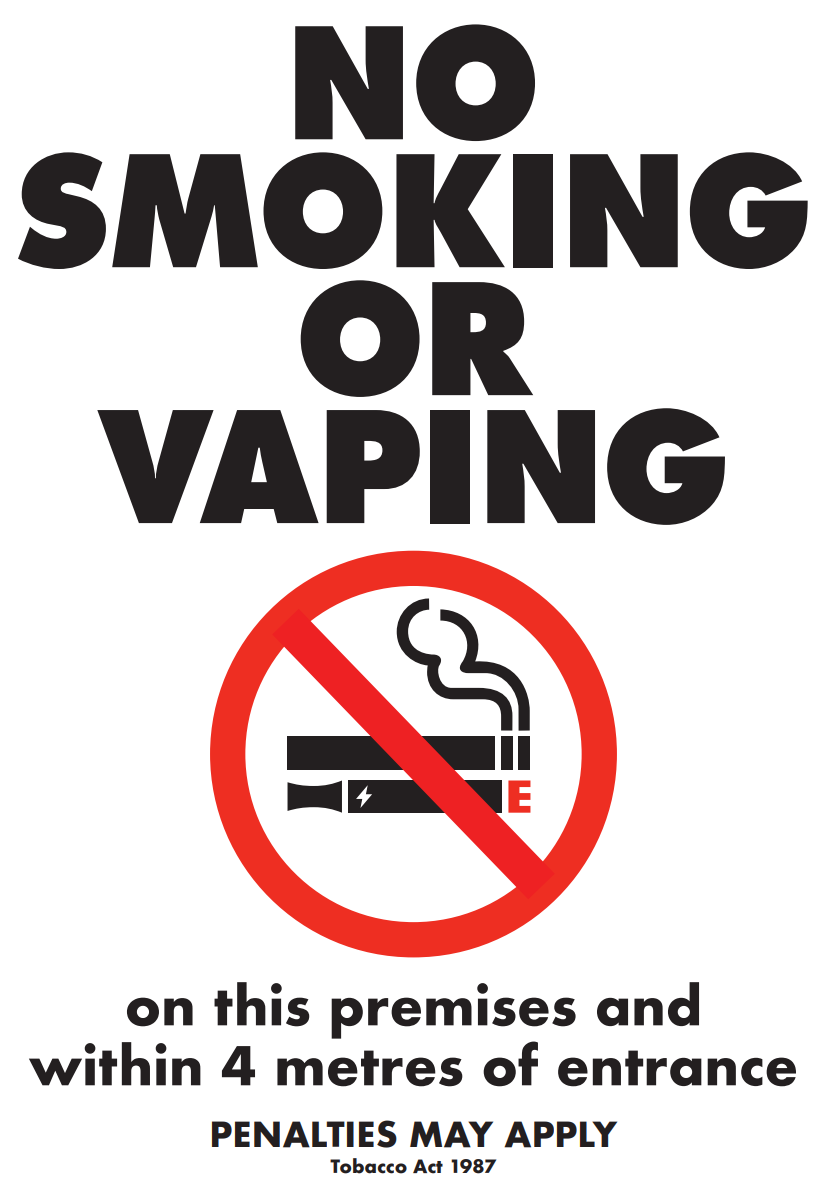 NO
SMOKING
OR
VAPING
E
on this premises and
within 4 metres of entrance
PENALTIES MAY APPLY
Tobacco Act 1987